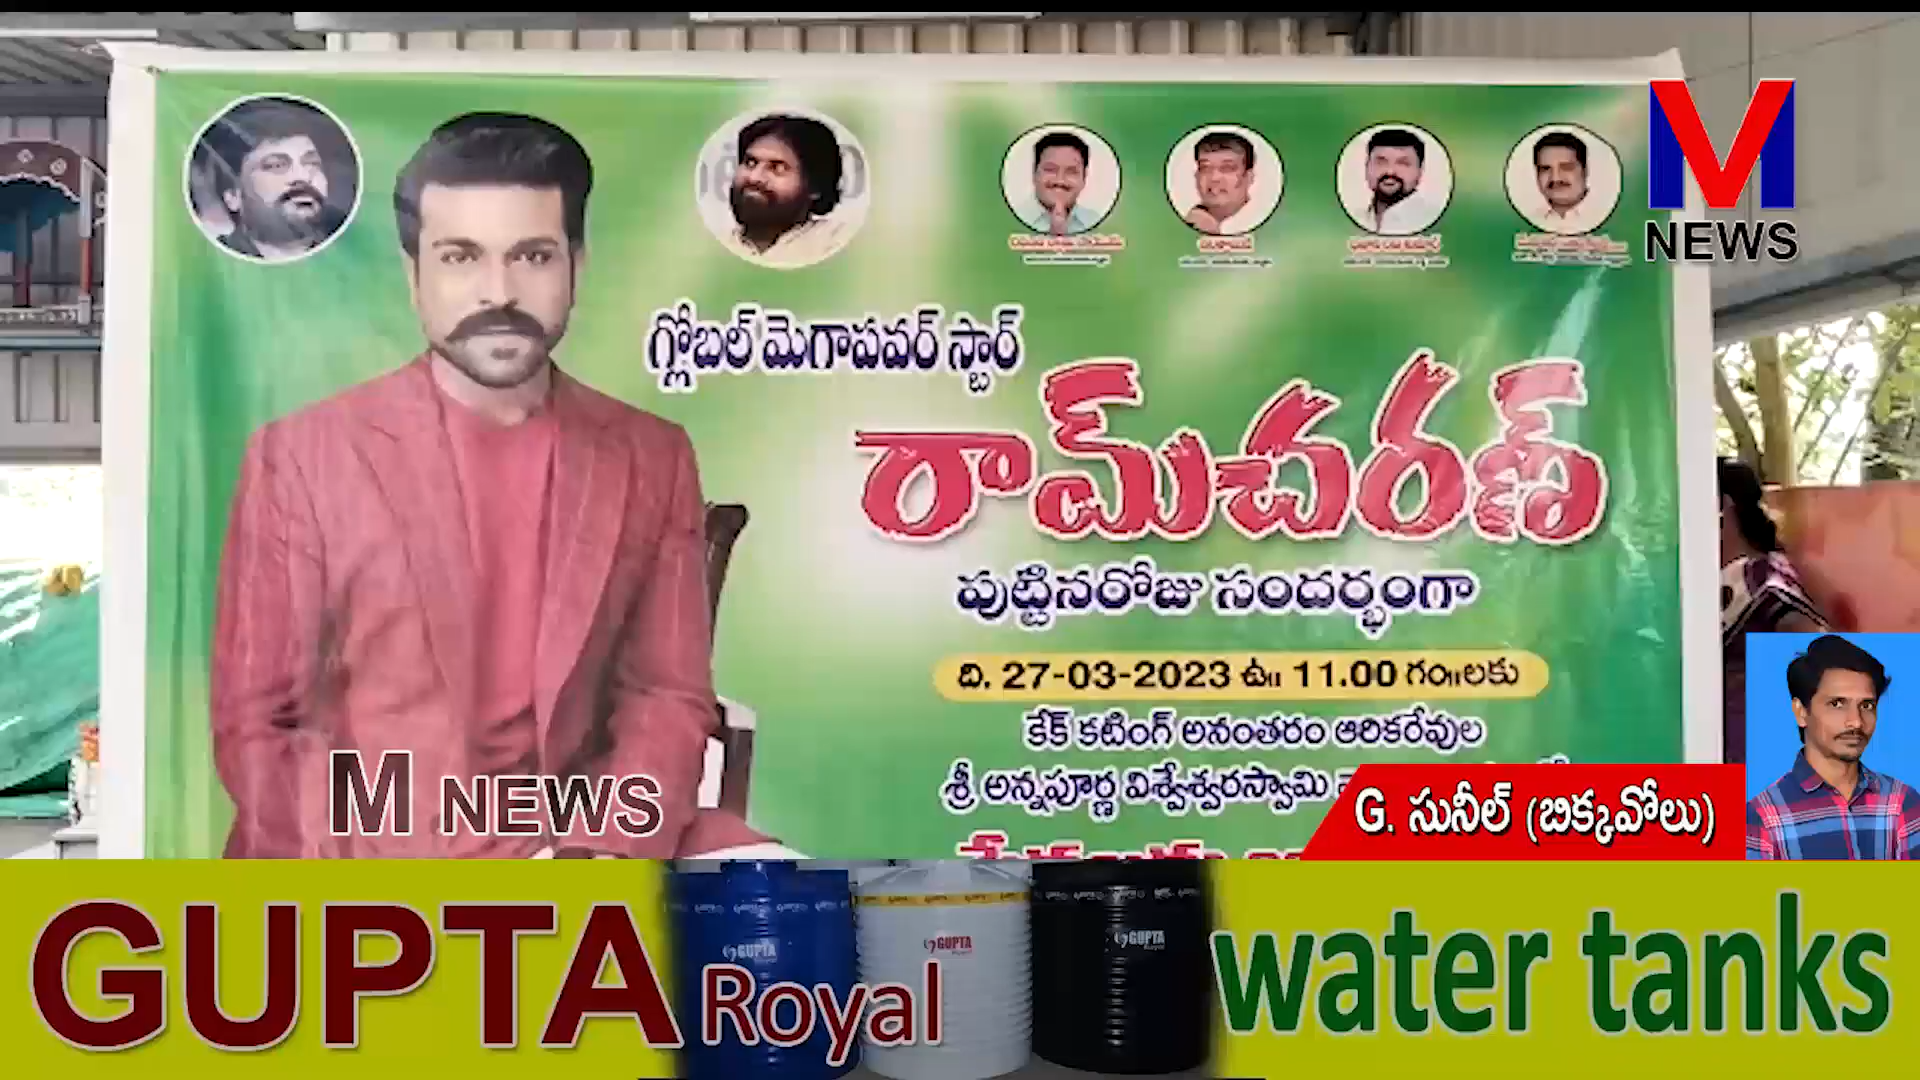 M
NEWS
గ్లోబల్ మెగాపవర్ స్టార్
రామ్‌చరణ్
పుట్టినరోజు సందర్భంగా
ది. 27-03-2023 ఉ॥ 11.00 గం॥లకు
కేక్ కటింగ్ అనంతరం ఆరికరేవుల
శ్రీ అన్నపూర్ణ విశ్వేశ్వరస్వామి
M NEWS
G. సునీల్ (బిక్కవోలు)
GUPTA Royal water tanks
GUPTA
GUPTA
GUPTA